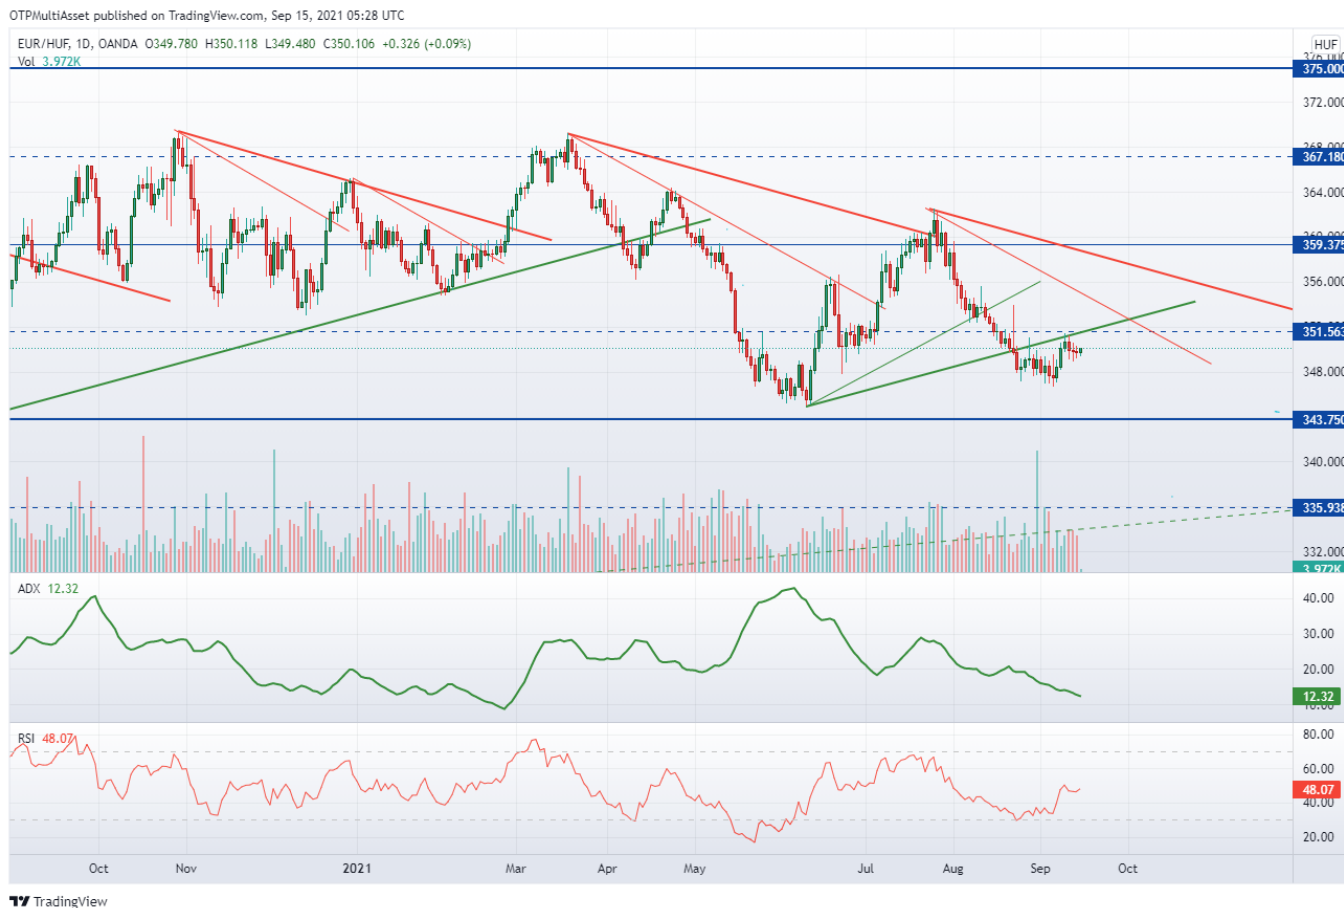 OTPMultiAsset published on TradingView.com, Sep 15, 2021 05:28 UTC
EUR/HUF, 1D, OANDA O349.780 H350.118 L349.480 C350.106 +0.326 (+0.09%)
Vol 3.972K
HUF
375.000
372.000
367.180
364.000
359.375
356.000
351.563
348.000
343.750
340.000
335.938
332.000
3.972K
ADX 12.32
40.00
30.00
20.00
12.32
10.00
RSI 48.07
80.00
60.00
48.07
40.00
20.00
Oct Nov 2021 Mar Apr May Jul Aug Sep Oct
TradingView